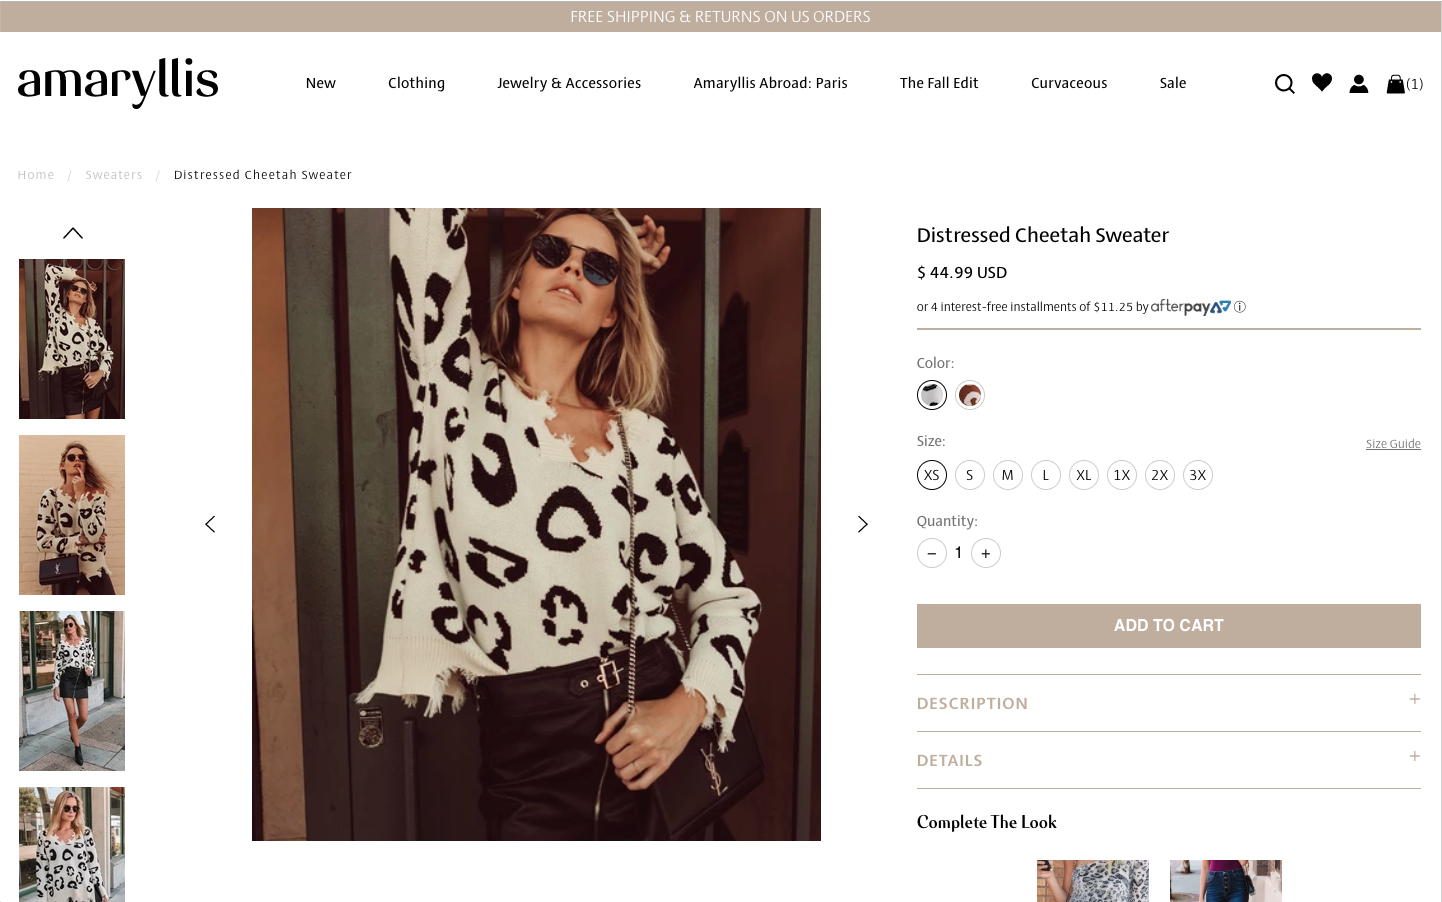 FREE SHIPPING & RETURNS ON US ORDERS
amaryllis
New Clothing Jewelry & Accessories Amaryllis Abroad: Paris The Fall Edit Curvaceous Sale (1)
Home / Sweaters / Distressed Cheetah Sweater
Distressed Cheetah Sweater
$ 44.99 USD
or 4 interest-free installments of $11.25 by afterpay
Color:
Size: Size Guide
XS S M L XL 1X 2X 3X
Quantity:
− 1 +
ADD TO CART
DESCRIPTION +
DETAILS +
Complete The Look